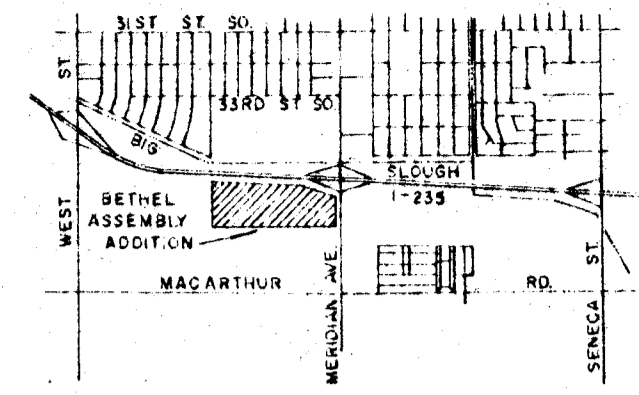 31ST ST. SO.
ST.
33RD ST SO.
BIG
SLOUGH
I-235
BETHEL
ASSEMBLY
ADDITION
WEST
MACARTHUR RD.
MERIDIAN AVE.
SENECA ST.